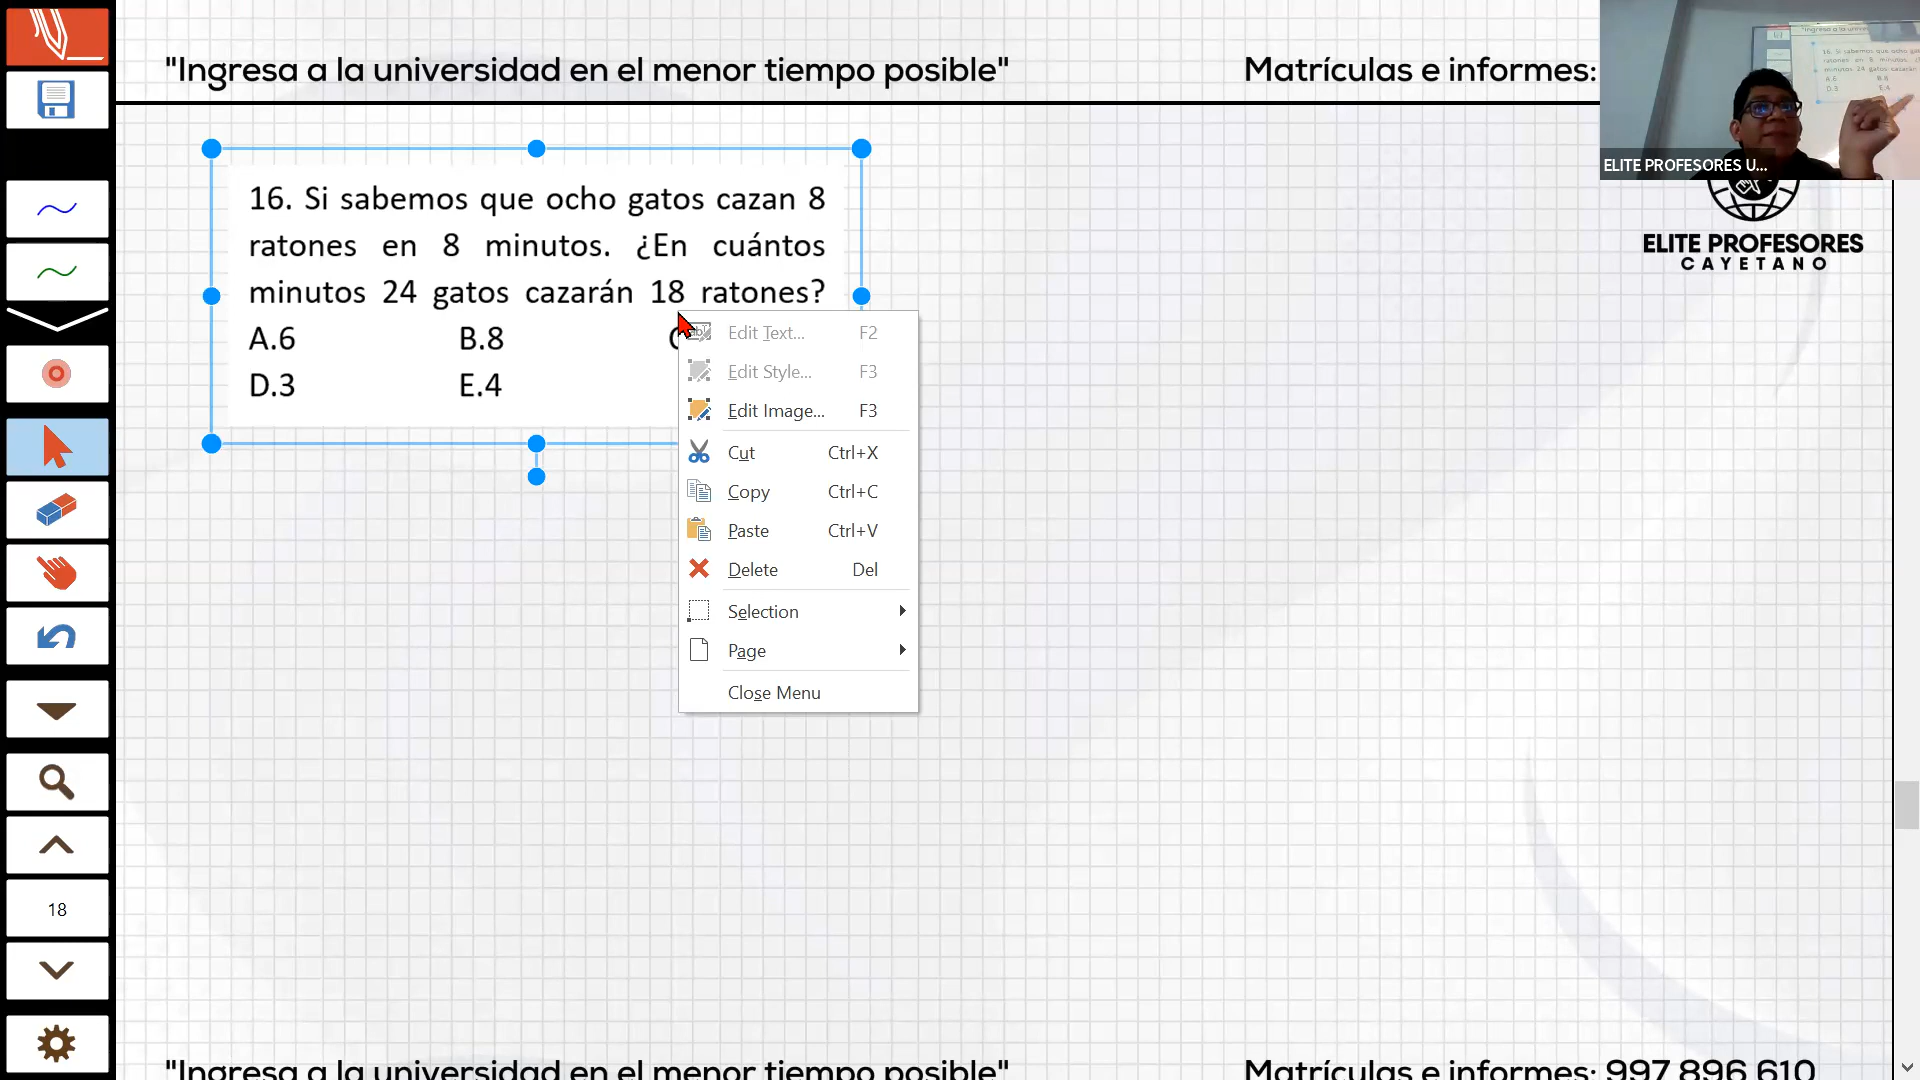 "Ingresa a la universidad en el menor tiempo posible"
Matrículas e informes:
ELITE PROFESORES U...
ELITE PROFESORES
CAYETANO
16. Si sabemos que ocho gatos cazan 8
ratones en 8 minutos. ¿En cuántos
minutos 24 gatos cazarán 18 ratones?
A.6 B.8
D.3 E.4
Edit Text... F2
Edit Style... F3
Edit Image... F3
Cut Ctrl+X
Copy Ctrl+C
Paste Ctrl+V
Delete Del
Selection
Page
Close Menu
18
"Ingresa a la universidad en el menor tiempo posible"
Matrículas e informes: 997 896 610